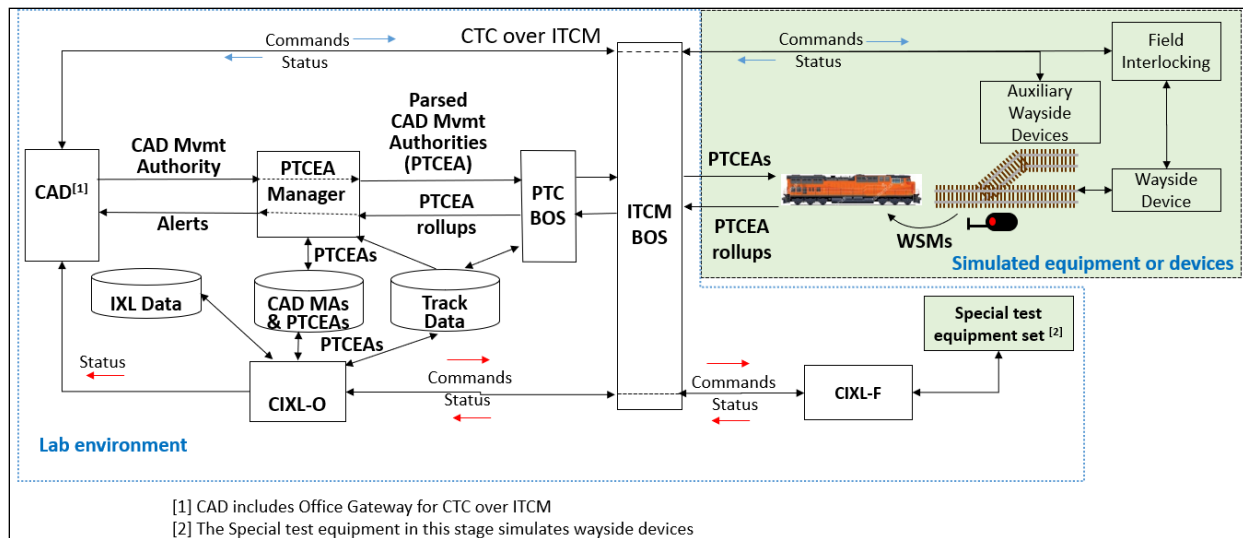 CTC over ITCM
Commands
Status
Commands
Status
Field
Interlocking
Auxiliary
Wayside
Devices
Parsed
CAD Mvmt
Authorities
(PTCEA)
CAD Mvmt
Authority
CAD[1]
PTCEA
Manager
PTC
BOS
ITCM
BOS
PTCEAs
Wayside
Device
Alerts
PTCEA
rollups
PTCEA
rollups
WSMs
Simulated equipment or devices
PTCEAs
IXL Data
CAD MAs
& PTCEAs
Track
Data
PTCEAs
Special test
equipment set [2]
Status
CIXL-O
Commands
Status
Commands
Status
CIXL-F
Lab environment
[1] CAD includes Office Gateway for CTC over ITCM
[2] The Special test equipment in this stage simulates wayside devices